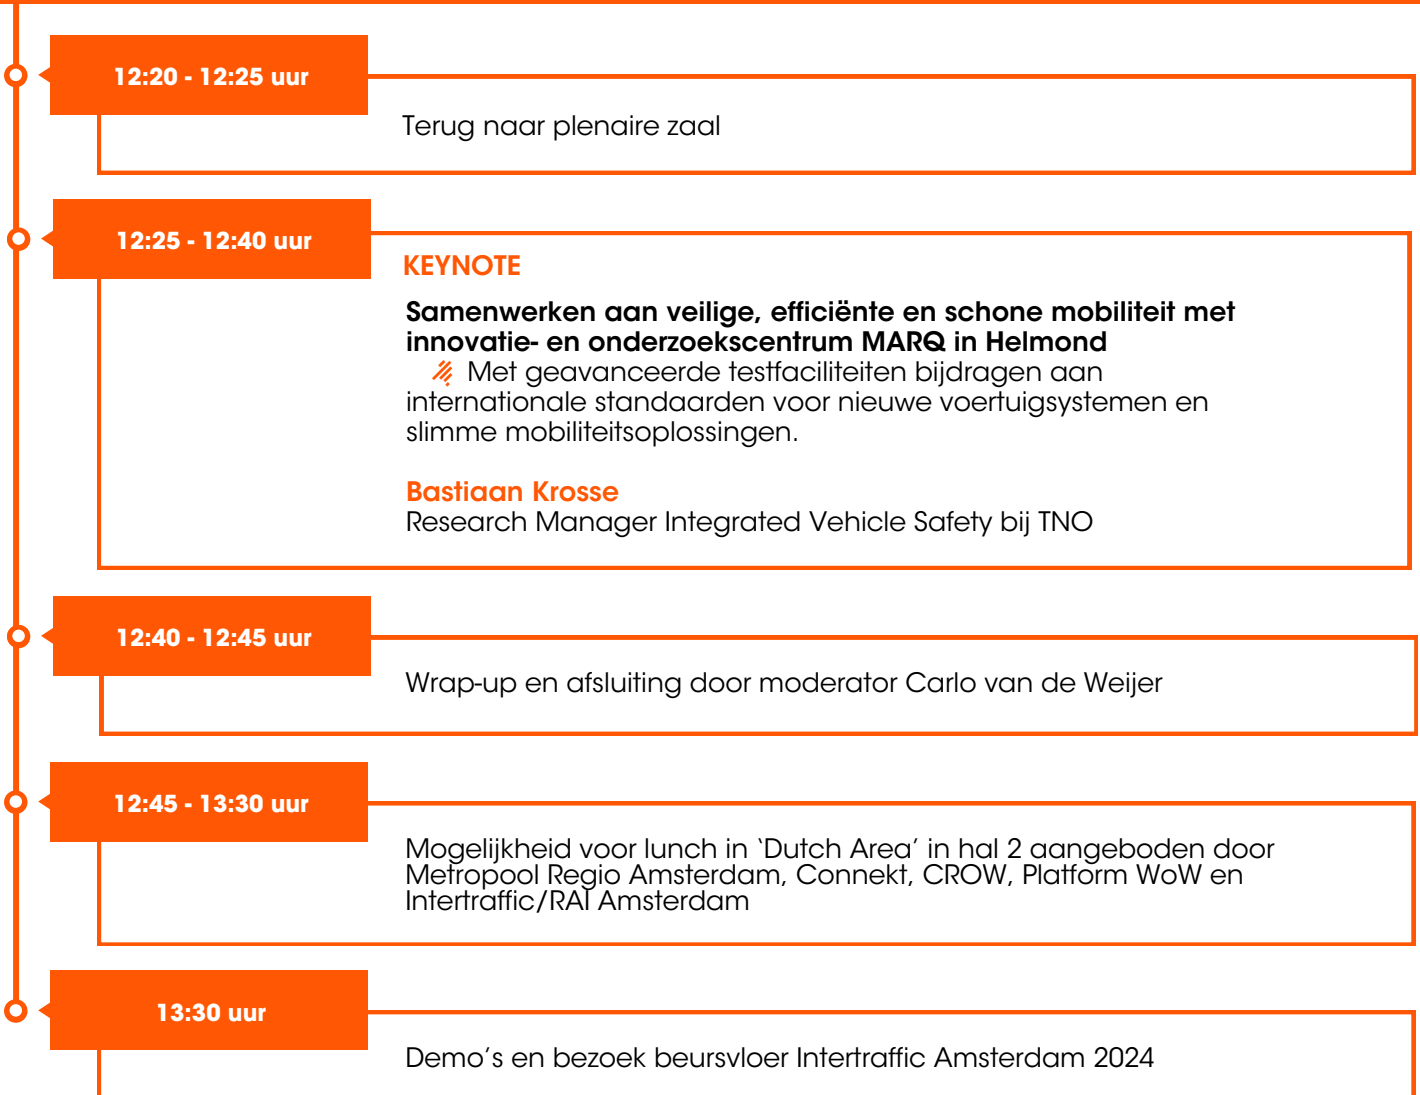 12:20 - 12:25 uur
Terug naar plenaire zaal
12:25 - 12:40 uur
KEYNOTE
Samenwerken aan veilige, efficiënte en schone mobiliteit met
innovatie- en onderzoekscentrum MARQ in Helmond
Met geavanceerde testfaciliteiten bijdragen aan
internationale standaarden voor nieuwe voertuigsystemen en
slimme mobiliteitsoplossingen.
Bastiaan Krosse
Research Manager Integrated Vehicle Safety bij TNO
12:40 - 12:45 uur
Wrap-up en afsluiting door moderator Carlo van de Weijer
12:45 - 13:30 uur
Mogelijkheid voor lunch in ‘Dutch Area’ in hal 2 aangeboden door
Metropool Regio Amsterdam, Connekt, CROW, Platform WoW en
Intertraffic/RAI Amsterdam
13:30 uur
Demo’s en bezoek beursvloer Intertraffic Amsterdam 2024